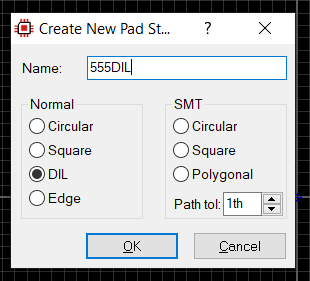 Create New Pad St... ?
Name: 555DIL
Normal
Circular
Square
DIL
Edge
SMT
Circular
Square
Polygonal
Path tol: 1th
OK
Cancel